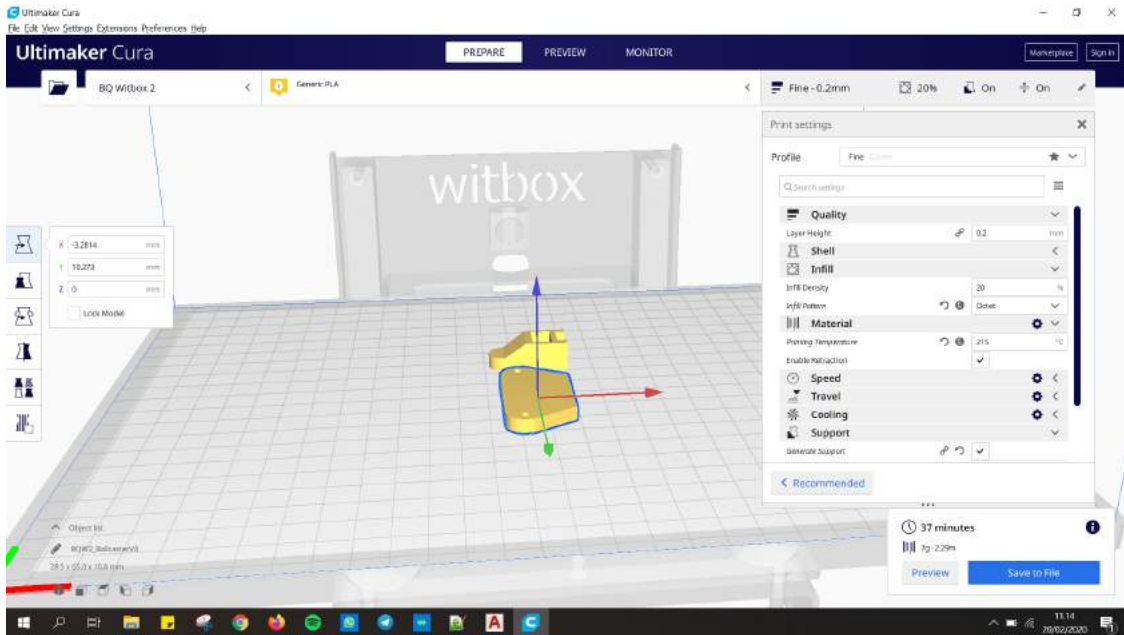 Ultimaker Cura
File Edit View Settings Extensions Preferences Help
Ultimaker Cura
PREPARE
PREVIEW
MONITOR
Marketplace
Sign in
BQ Witbox 2
Generic PLA
Fine - 0.2mm
20%
On
On
Print settings
Profile
Fine
Search settings
Quality
Layer Height
0.2
mm
Shell
Infill
Infill Density
20
%
Infill Pattern
Octet
Material
Printing Temperature
215
°C
Enable Retraction
Speed
Travel
Cooling
Support
Generate Support
Recommended
witbox
X -3.2814 mm
Y 10.273 mm
Z 0 mm
Lock Model
Object list
37 minutes
7g · 2.29m
Preview
Save to File
11.14
20/02/2020